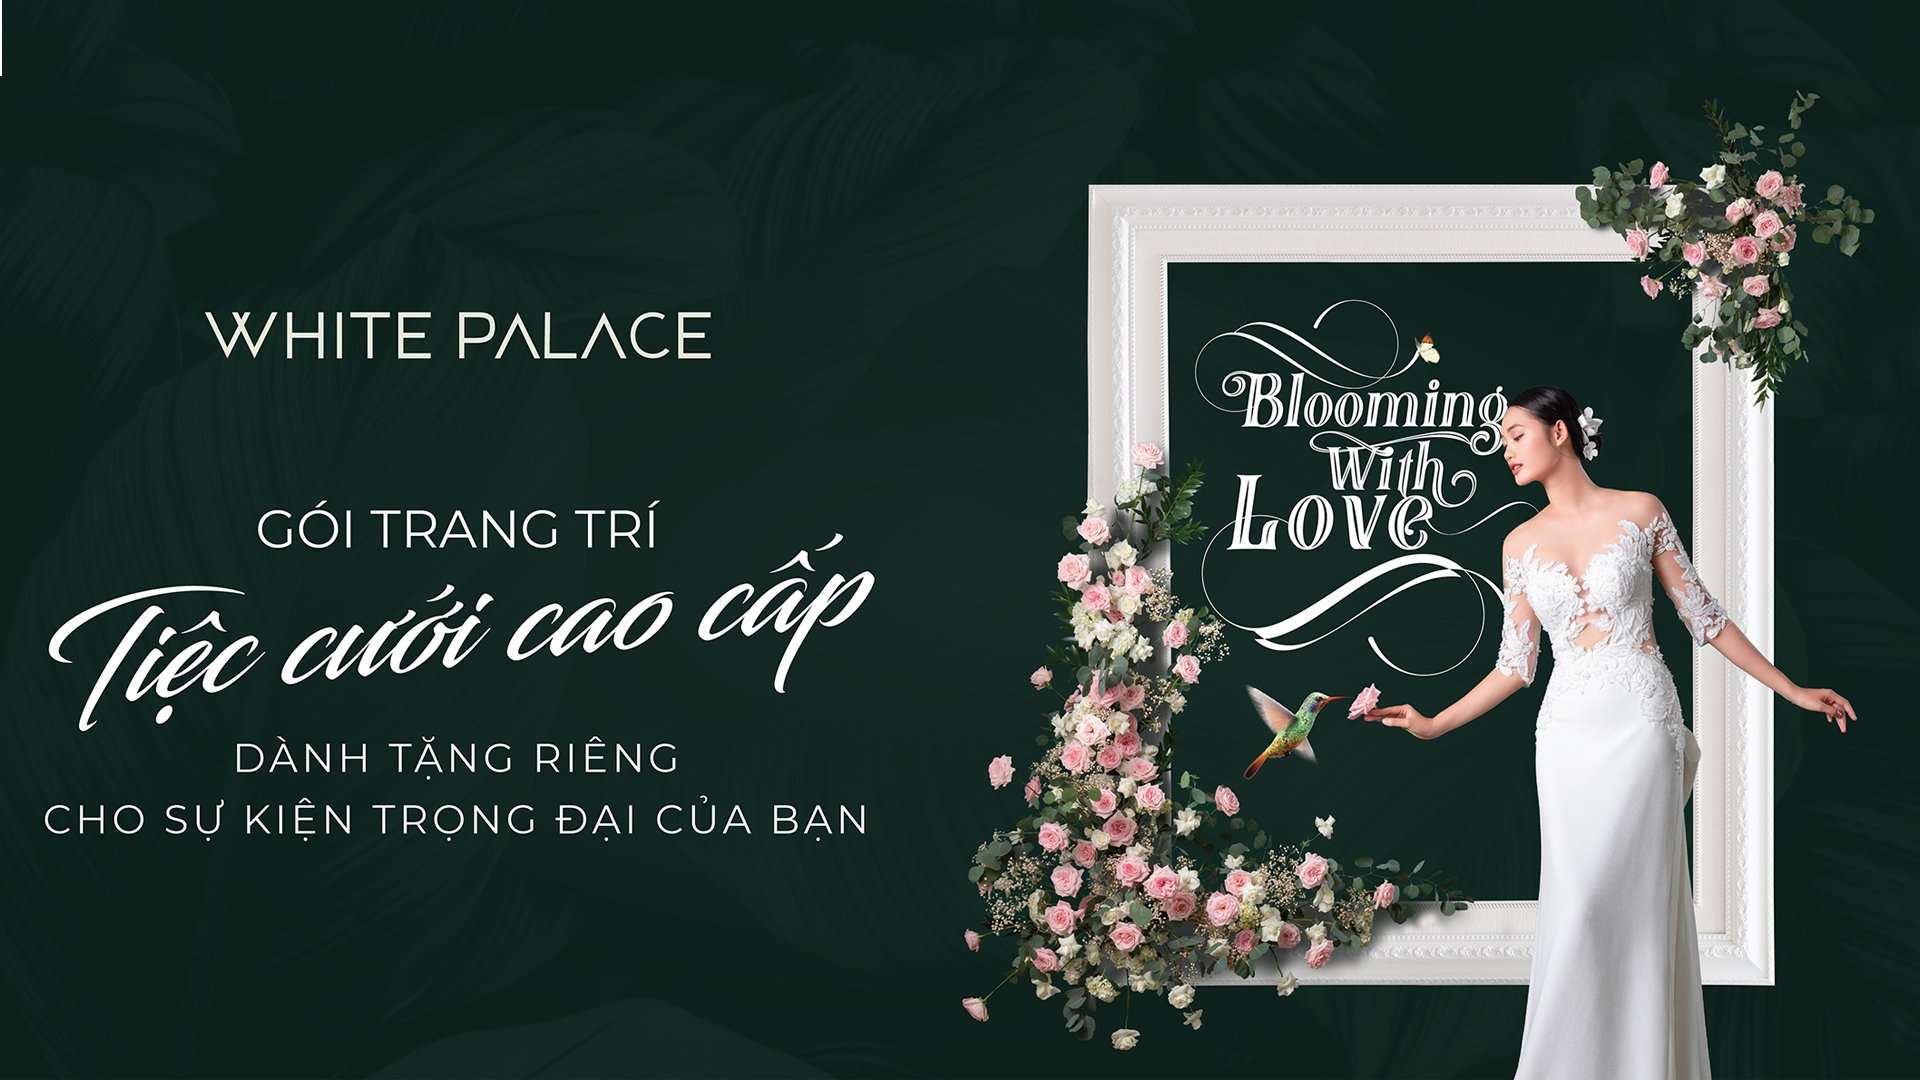 WHITE PALACE
GÓI TRANG TRÍ
Tiệc cưới cao cấp
DÀNH TẶNG RIÊNG
CHO SỰ KIỆN TRỌNG ĐẠI CỦA BẠN
Blooming
With
Love